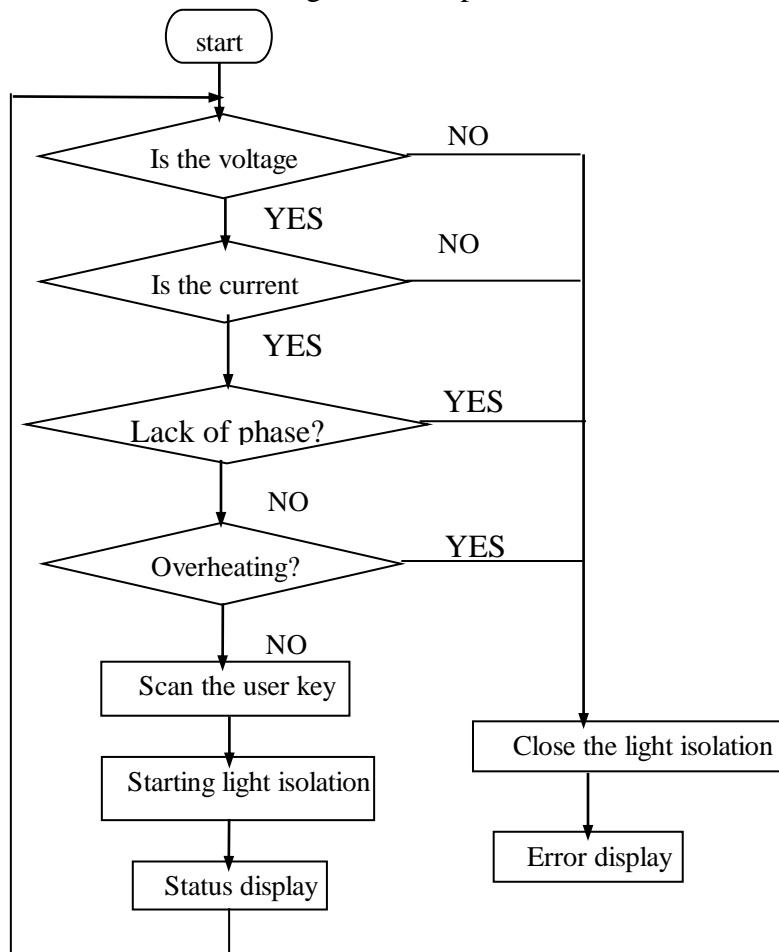 start
Is the voltage
NO
YES
Is the current
NO
YES
Lack of phase?
YES
NO
Overheating?
YES
NO
Scan the user key
Close the light isolation
Starting light isolation
Error display
Status display